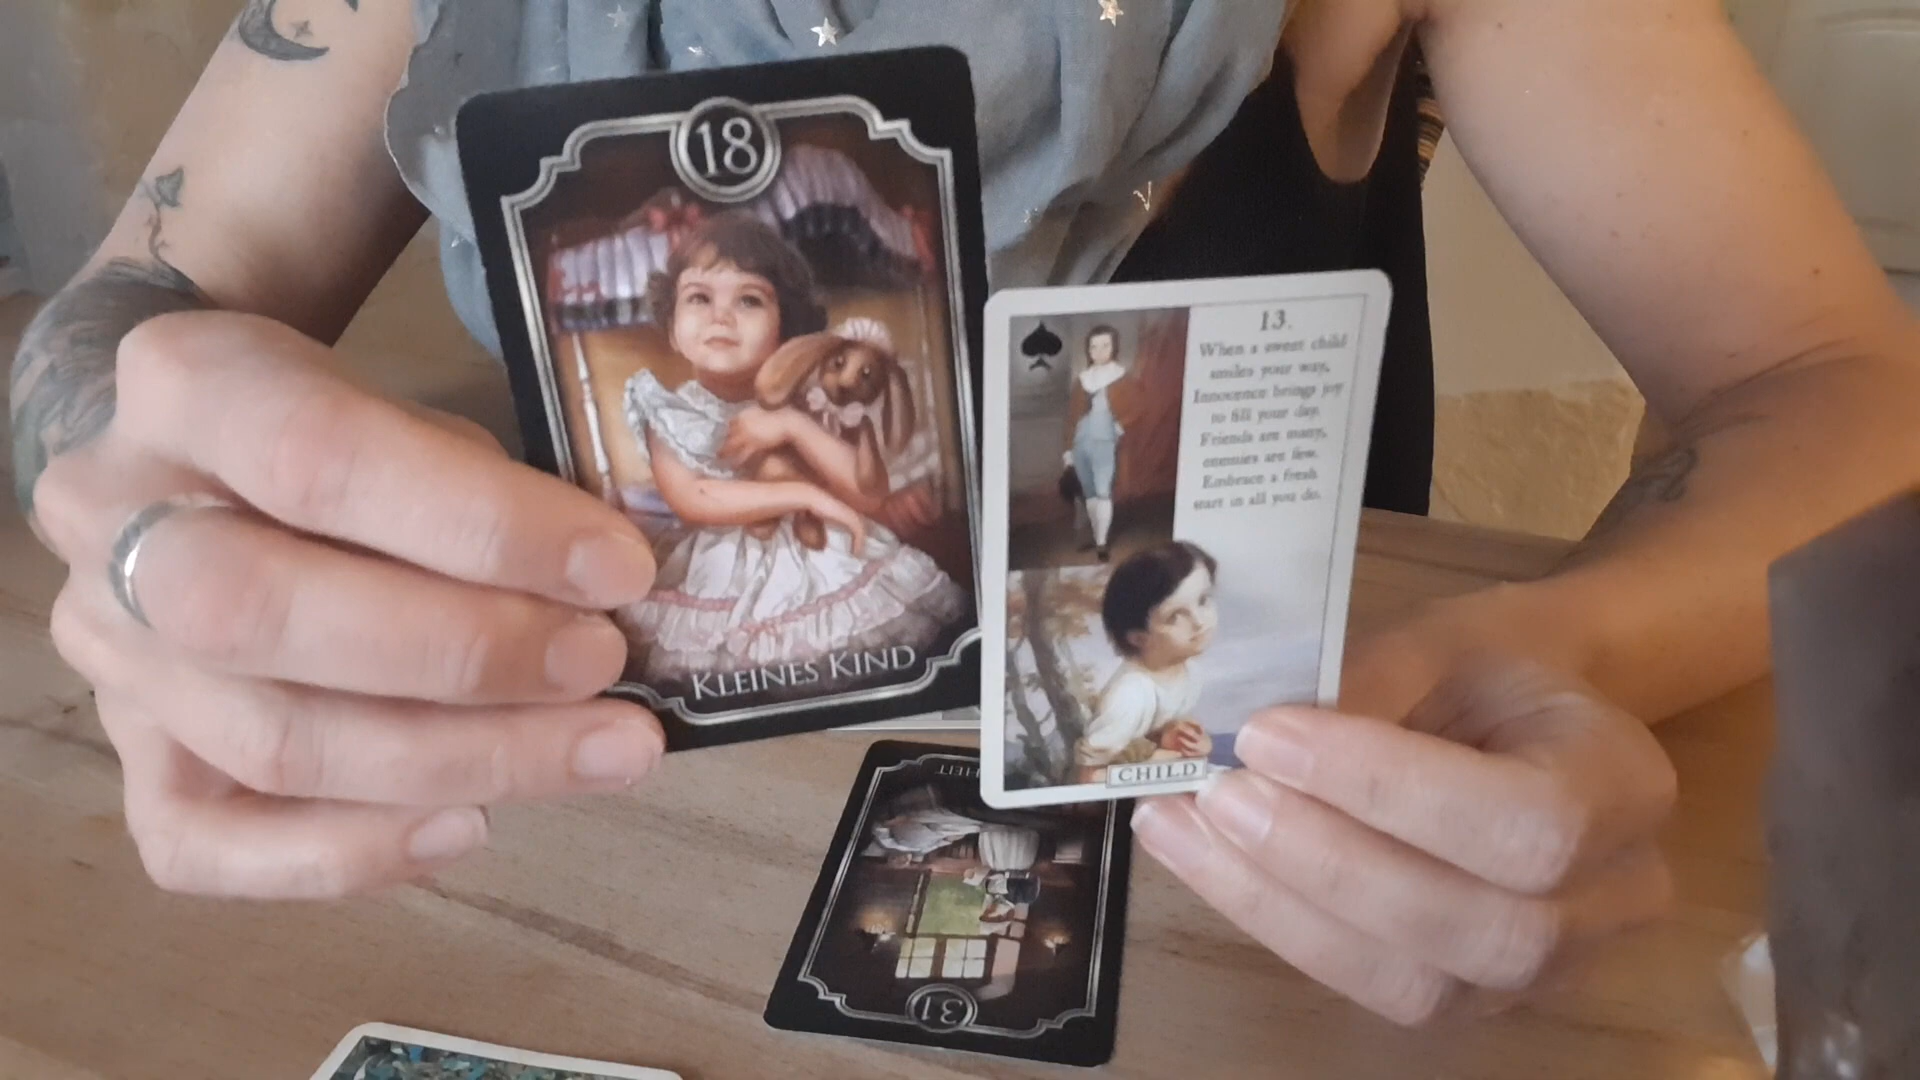 18
KLEINES KIND
13.
When a sweet child
smiles your way,
Innocence brings joy
to fill your day.
Friends are many,
enemies are few.
Embrace a fresh
start in all you do.
CHILD
HEIT
31